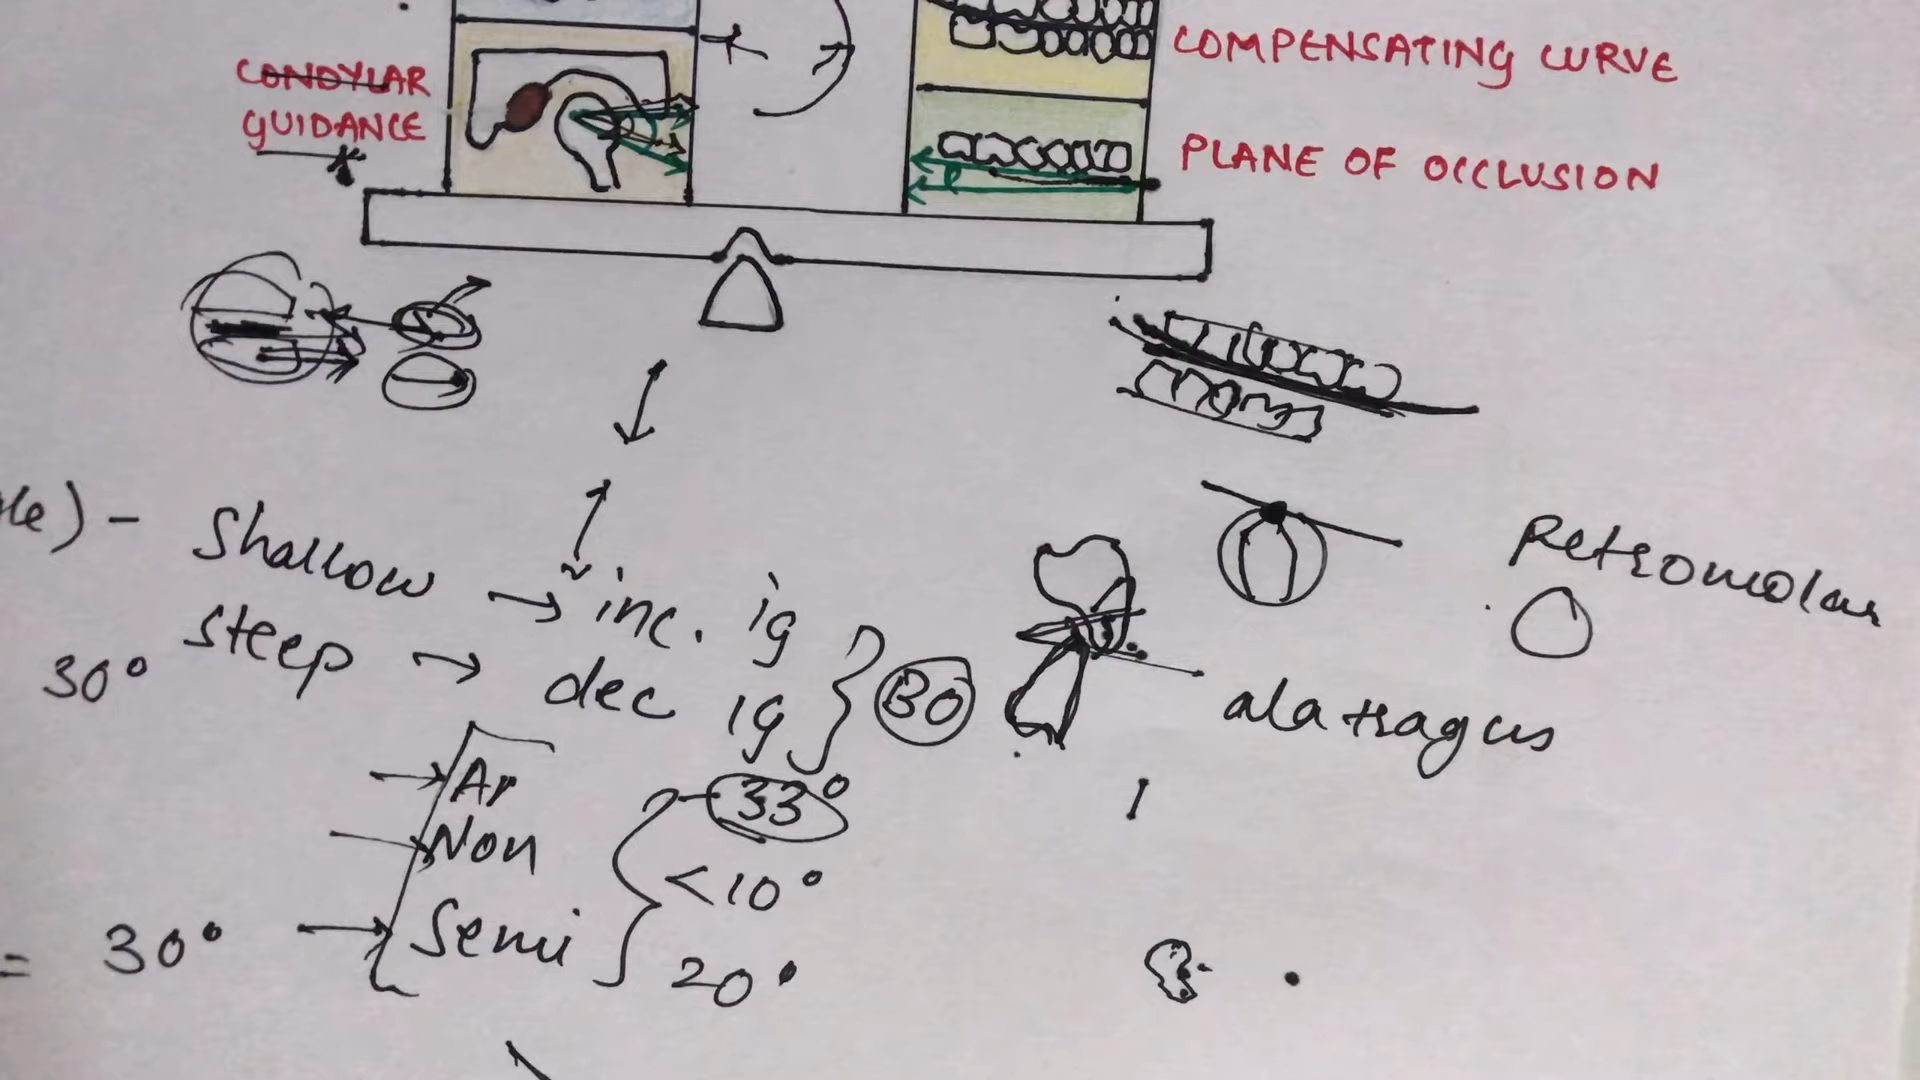 COMPENSATING CURVE
CONDYLAR
GUIDANCE
PLANE OF OCCLUSION
le) - Shallow → inc. ig
Steep → dec ig
30°
BO
Retromolar
ala tragus
Ar
Non
Semi
33°
<10°
20°
= 30°